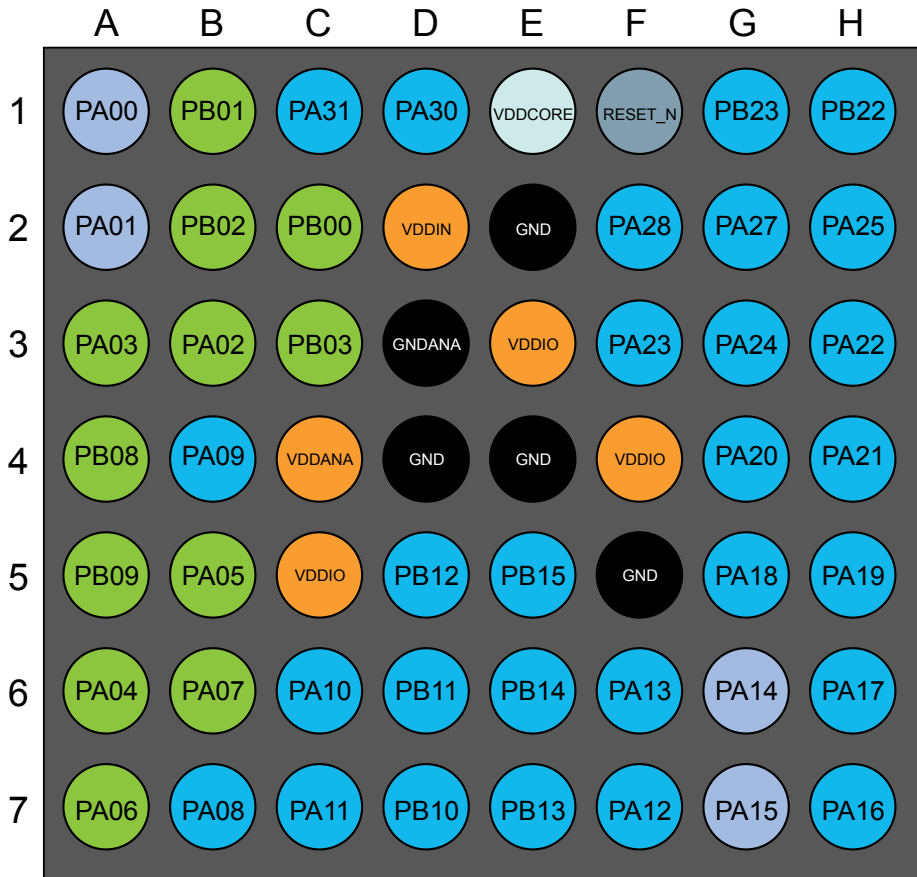 A B C D E F G H
1 PA00 PB01 PA31 PA30 VDDCORE RESET_N PB23 PB22
2 PA01 PB02 PB00 VDDIN GND PA28 PA27 PA25
3 PA03 PA02 PB03 GNDANA VDDIO PA23 PA24 PA22
4 PB08 PA09 VDDANA GND GND VDDIO PA20 PA21
5 PB09 PA05 VDDIO PB12 PB15 GND PA18 PA19
6 PA04 PA07 PA10 PB11 PB14 PA13 PA14 PA17
7 PA06 PA08 PA11 PB10 PB13 PA12 PA15 PA16